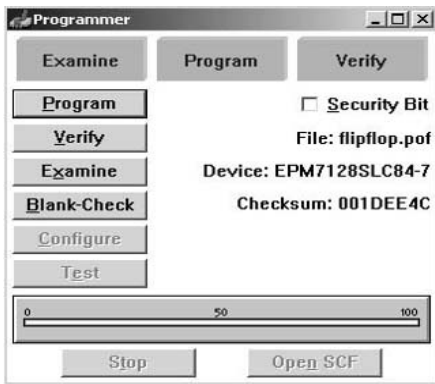 Programmer
Examine Program Verify
Program
Security Bit
Verify
File: flipflop.pof
Examine
Device: EPM7128SLC84-7
Blank-Check
Checksum: 001DEE4C
Configure
Test
0 50 100
Stop Open SCF